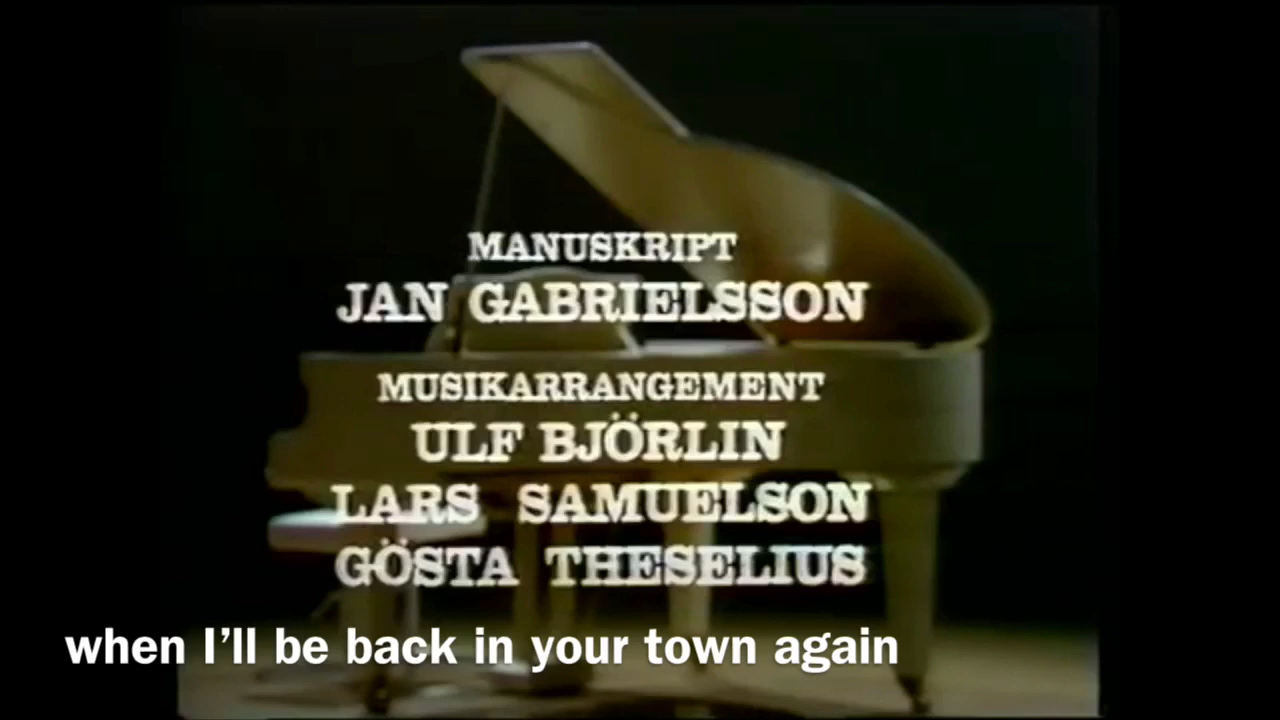 MANUSKRIPT
JAN GABRIELSSON
MUSIKARRANGEMENT
ULF BJÖRLIN
LARS SAMUELSON
GÖSTA THESELIUS
when I’ll be back in your town again